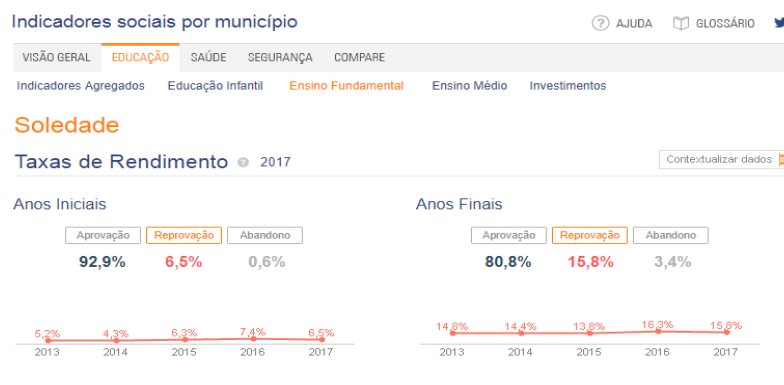 Indicadores sociais por município
? AJUDA GLOSSÁRIO
VISÃO GERAL EDUCAÇÃO SAÚDE SEGURANÇA COMPARE
Indicadores Agregados Educação Infantil Ensino Fundamental Ensino Médio Investimentos
Soledade
Taxas de Rendimento ? 2017
Contextualizar dados
Anos Iniciais
Aprovação Reprovação Abandono
92,9% 6,5% 0,6%
5,2% 4,3% 6,3% 7,4% 6,5%
2013 2014 2015 2016 2017
Anos Finais
Aprovação Reprovação Abandono
80,8% 15,8% 3,4%
14,8% 14,4% 13,8% 16,3% 15,8%
2013 2014 2015 2016 2017